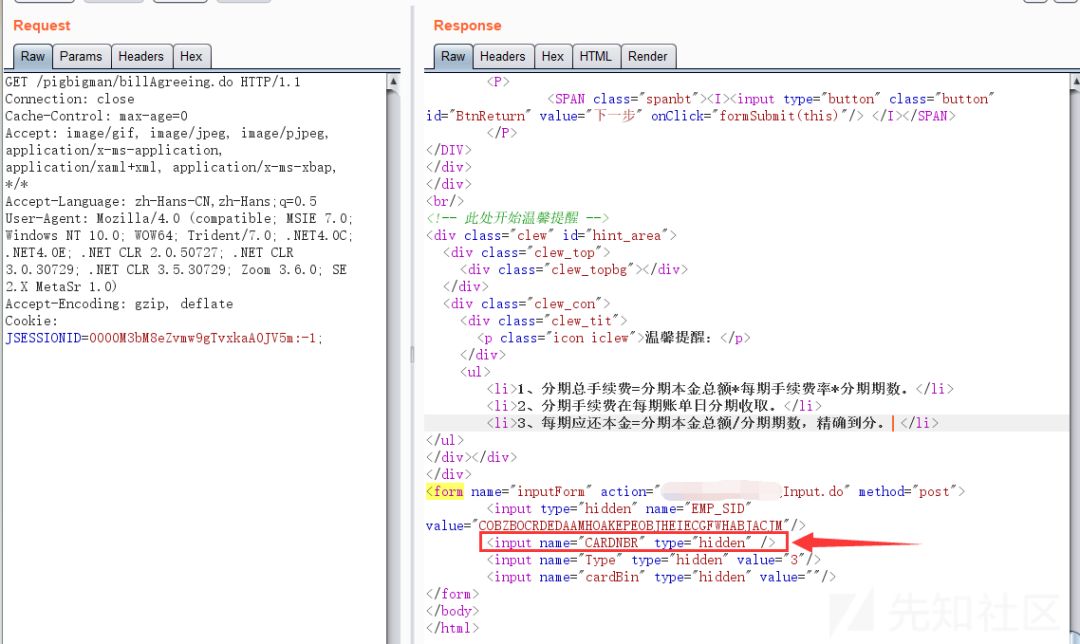 Request
Raw Params Headers Hex
GET /pigbigman/billAgreeing.do HTTP/1.1
Connection: close
Cache-Control: max-age=0
Accept: image/gif, image/jpeg, image/pjpeg,
application/x-ms-application,
application/xaml+xml, application/x-ms-xbap,
*/*
Accept-Language: zh-Hans-CN,zh-Hans;q=0.5
User-Agent: Mozilla/4.0 (compatible; MSIE 7.0;
Windows NT 10.0; WOW64; Trident/7.0; .NET4.0C;
.NET4.0E; .NET CLR 2.0.50727; .NET CLR
3.0.30729; .NET CLR 3.5.30729; Zoom 3.6.0; SE
2.X MetaSr 1.0)
Accept-Encoding: gzip, deflate
Cookie:
JSESSIONID=0000M3bM8eZvmw9gTvxkaA0JV5m:-1;
Response
Raw Headers Hex HTML Render
<P>
<SPAN class="spanbt"><I><input type="button" class="button"
id="BtnReturn" value="下一步" onClick="formSubmit(this)"/> </I></SPAN>
</P>
</DIV>
</div>
</div>
<br/>
<!-- 此处开始温馨提醒 -->
<div class="clew" id="hint_area">
<div class="clew_top">
<div class="clew_topbg"></div>
</div>
<div class="clew_con">
<div class="clew_tit">
<p class="icon iclew">温馨提醒：</p>
</div>
<ul>
<li>1、分期总手续费=分期本金总额*每期手续费率*分期期数。</li>
<li>2、分期手续费在每期账单日分期收取。</li>
<li>3、每期应还本金=分期本金总额/分期期数，精确到分。 </li>
</ul>
</div></div>
</div>
<form name="inputForm" action="Input.do" method="post">
<input type="hidden" name="EMP_SID"
value="COBZBOCRDEDAAMHOAKEPEOBJHEIECGFWHABJACJM"/>
<input name="CARDNBR" type="hidden" />
<input name="Type" type="hidden" value="3"/>
<input name="cardBin" type="hidden" value=""/>
</form>
</body>
</html>
先知社区